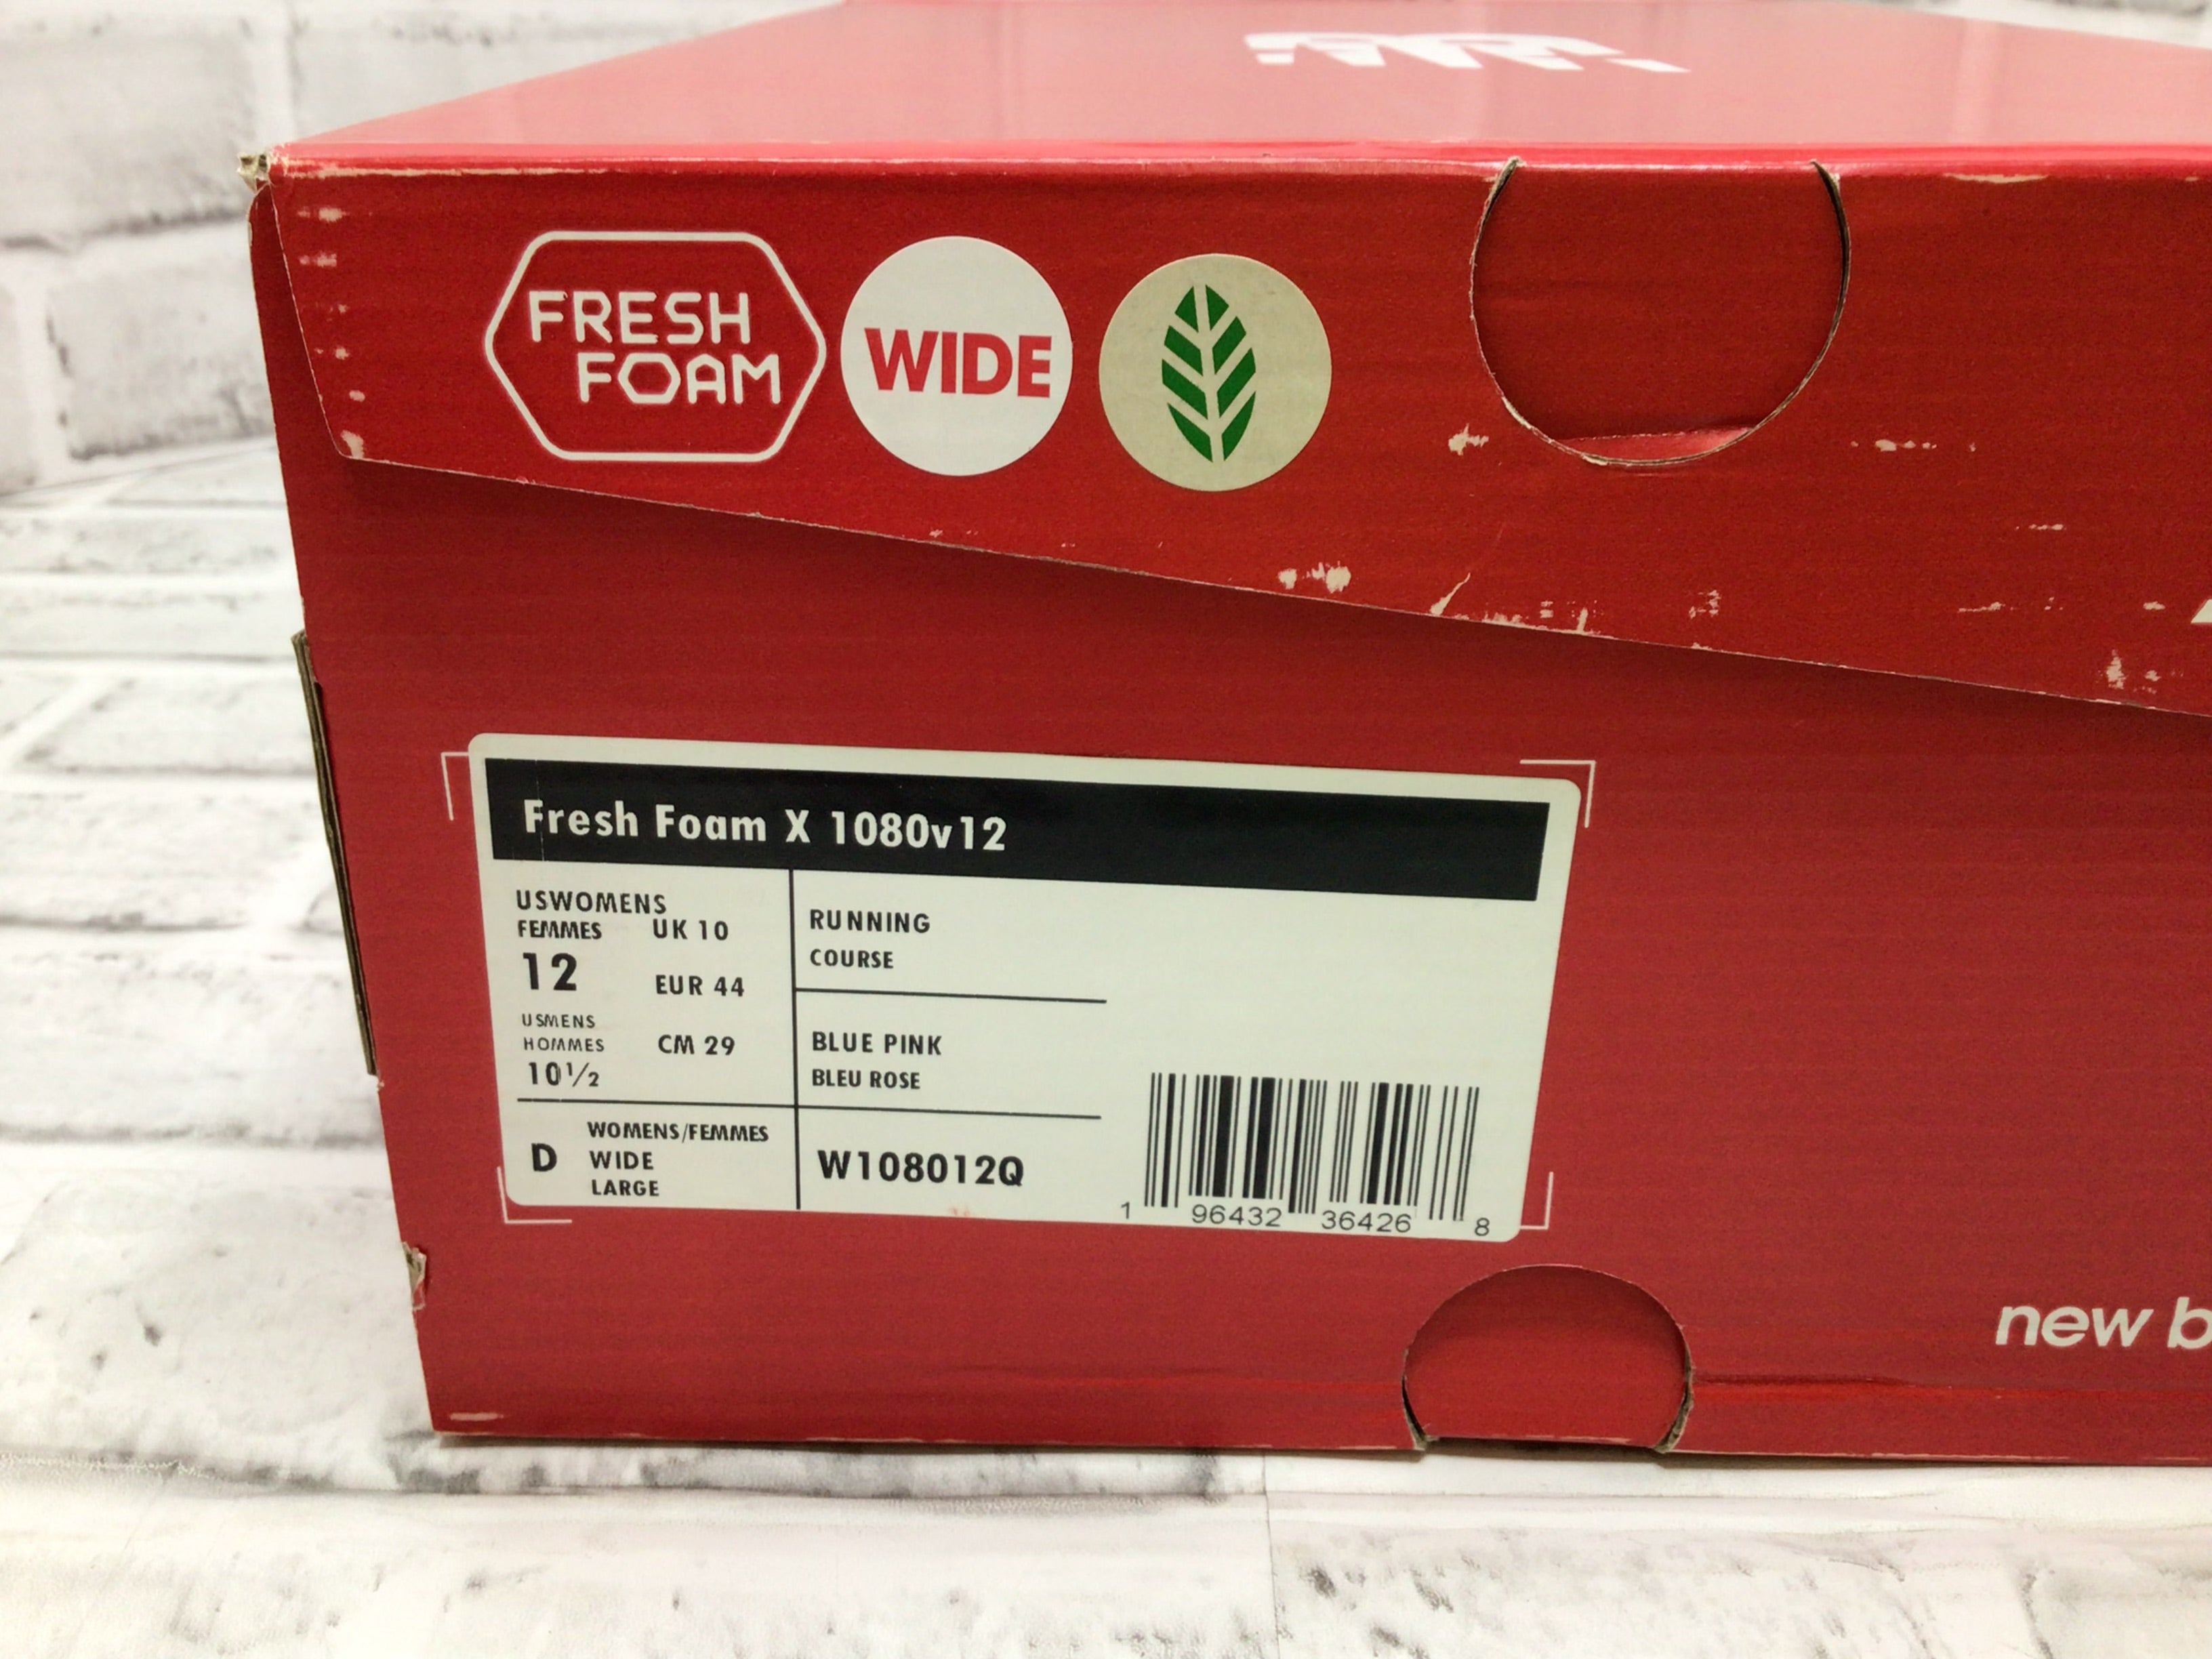 FRESH
FOAM
WIDE
Fresh Foam X 1080v12
USWOMENS
FEMMES UK 10
12 EUR 44
USMENS
HOMMES CM 29
10½
D WOMENS/FEMMES
WIDE
LARGE
RUNNING
COURSE
BLUE PINK
BLEU ROSE
W108012Q
1 96432 36426 8
new b